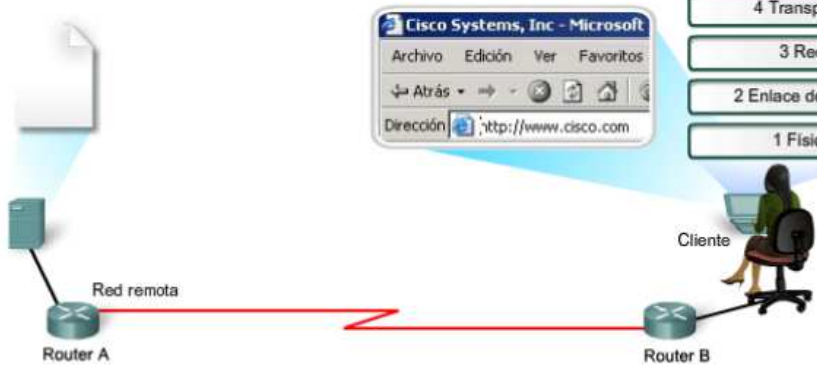 Cisco Systems, Inc - Microsoft
Archivo Edición Ver Favoritos
Atrás
Dirección http://www.cisco.com
4 Transp
3 Re
2 Enlace de
1 Físi
Cliente
Red remota
Router A
Router B